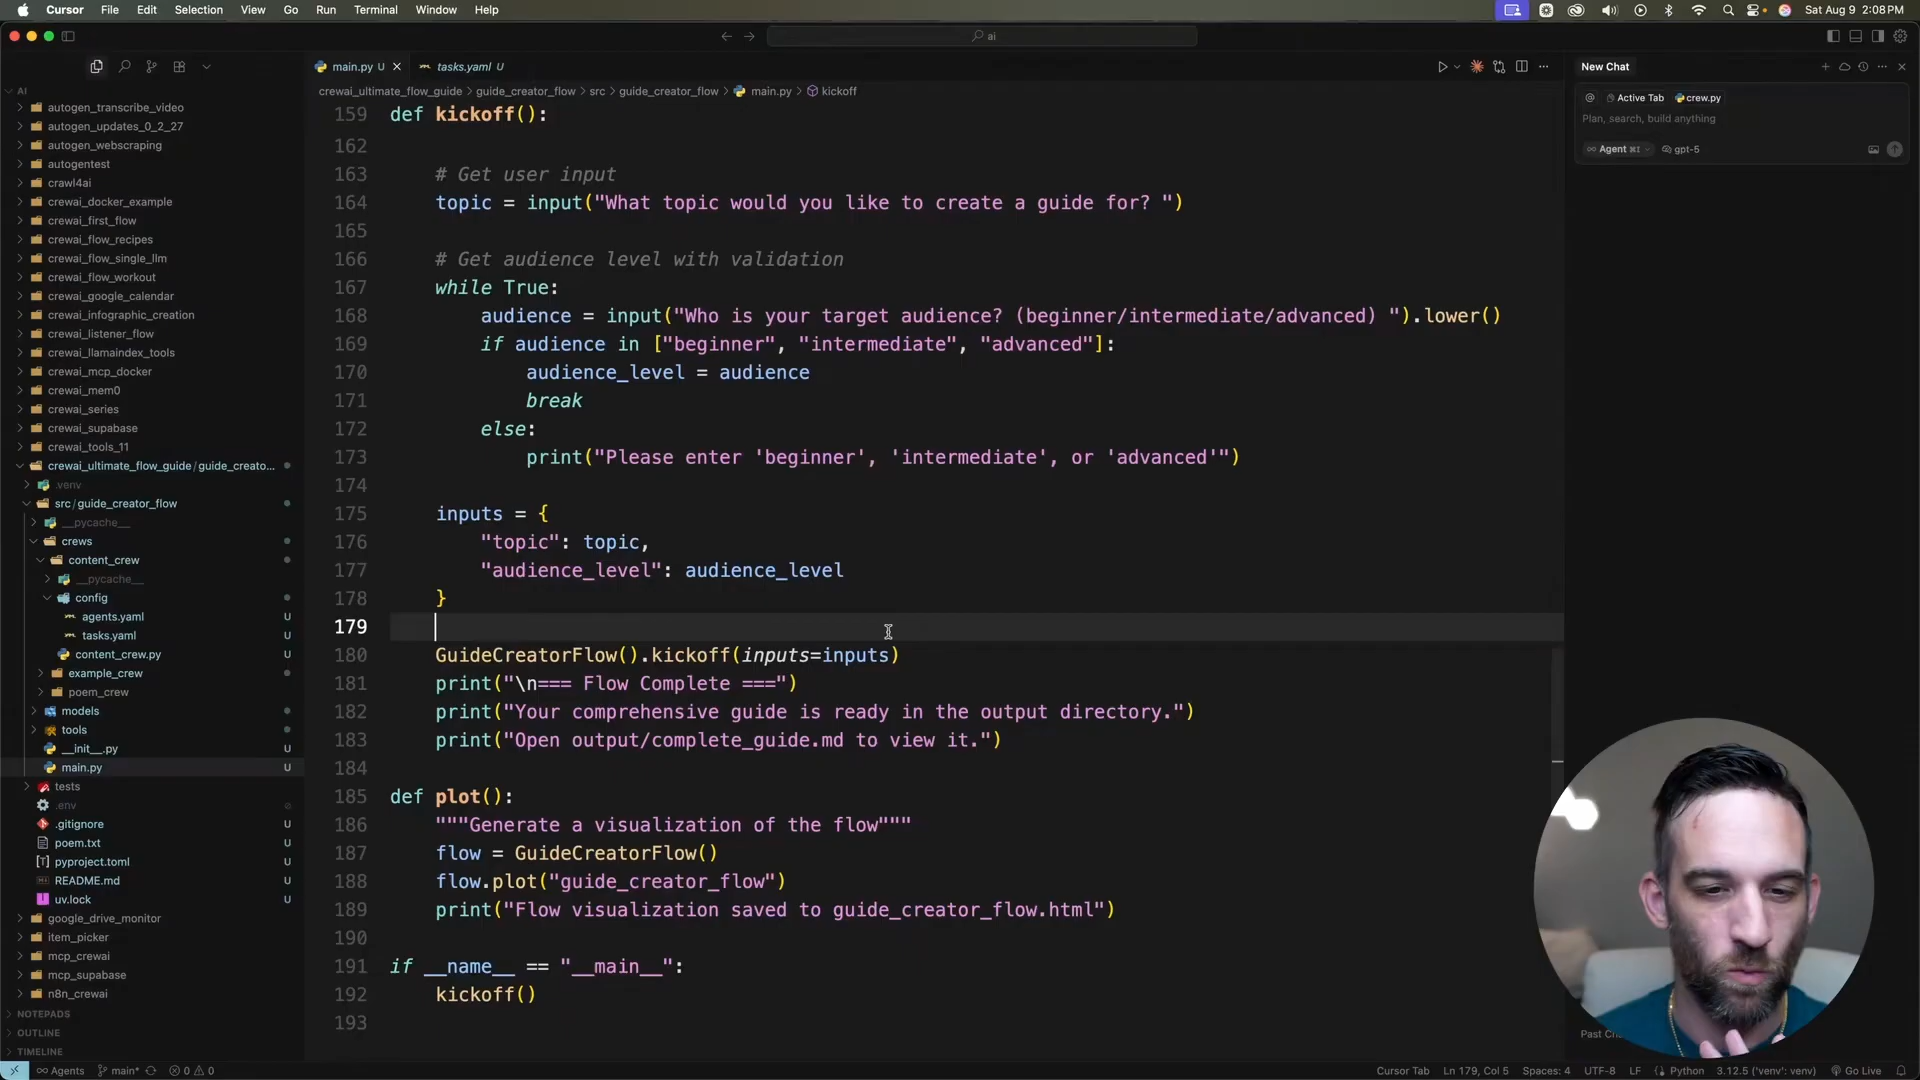 Cursor File Edit Selection View Go Run Terminal Window Help Sat Aug 9 2:08 PM
ai
AI
autogen_transcribe_video
autogen_updates_0_2_27
autogen_webscraping
autogentest
crawl4ai
crewai_docker_example
crewai_first_flow
crewai_flow_recipes
crewai_flow_single_llm
crewai_flow_workout
crewai_google_calendar
crewai_infographic_creation
crewai_listener_flow
crewai_llamaindex_tools
crewai_mcp_docker
crewai_mem0
crewai_series
crewai_supabase
crewai_tools_11
crewai_ultimate_flow_guide / guide_creato...
.venv
src / guide_creator_flow
__pycache__
crews
content_crew
__pycache__
config
agents.yaml U
tasks.yaml U
content_crew.py U
example_crew
poem_crew
models
tools
__init__.py U
main.py U
tests
.env
.gitignore U
poem.txt U
pyproject.toml U
README.md U
uv.lock U
google_drive_monitor
item_picker
mcp_crewai
mcp_supabase
n8n_crewai
NOTEPADS
OUTLINE
TIMELINE
main.py U tasks.yaml U
crewai_ultimate_flow_guide > guide_creator_flow > src > guide_creator_flow > main.py > kickoff
159 def kickoff():
162
163 # Get user input
164 topic = input("What topic would you like to create a guide for? ")
165
166 # Get audience level with validation
167 while True:
168 audience = input("Who is your target audience? (beginner/intermediate/advanced) ").lower()
169 if audience in ["beginner", "intermediate", "advanced"]:
170 audience_level = audience
171 break
172 else:
173 print("Please enter 'beginner', 'intermediate', or 'advanced'")
174
175 inputs = {
176 "topic": topic,
177 "audience_level": audience_level
178 }
179
180 GuideCreatorFlow().kickoff(inputs=inputs)
181 print("\n=== Flow Complete ===")
182 print("Your comprehensive guide is ready in the output directory.")
183 print("Open output/complete_guide.md to view it.")
184
185 def plot():
186 """Generate a visualization of the flow"""
187 flow = GuideCreatorFlow()
188 flow.plot("guide_creator_flow")
189 print("Flow visualization saved to guide_creator_flow.html")
190
191 if __name__ == "__main__":
192 kickoff()
193
New Chat
@ Active Tab crew.py
Plan, search, build anything
Agent ⌘I gpt-5
Past Ch
Agents main* 0 0 Cursor Tab Ln 179, Col 5 Spaces: 4 UTF-8 LF Python 3.12.5 ('venv': venv) Go Live